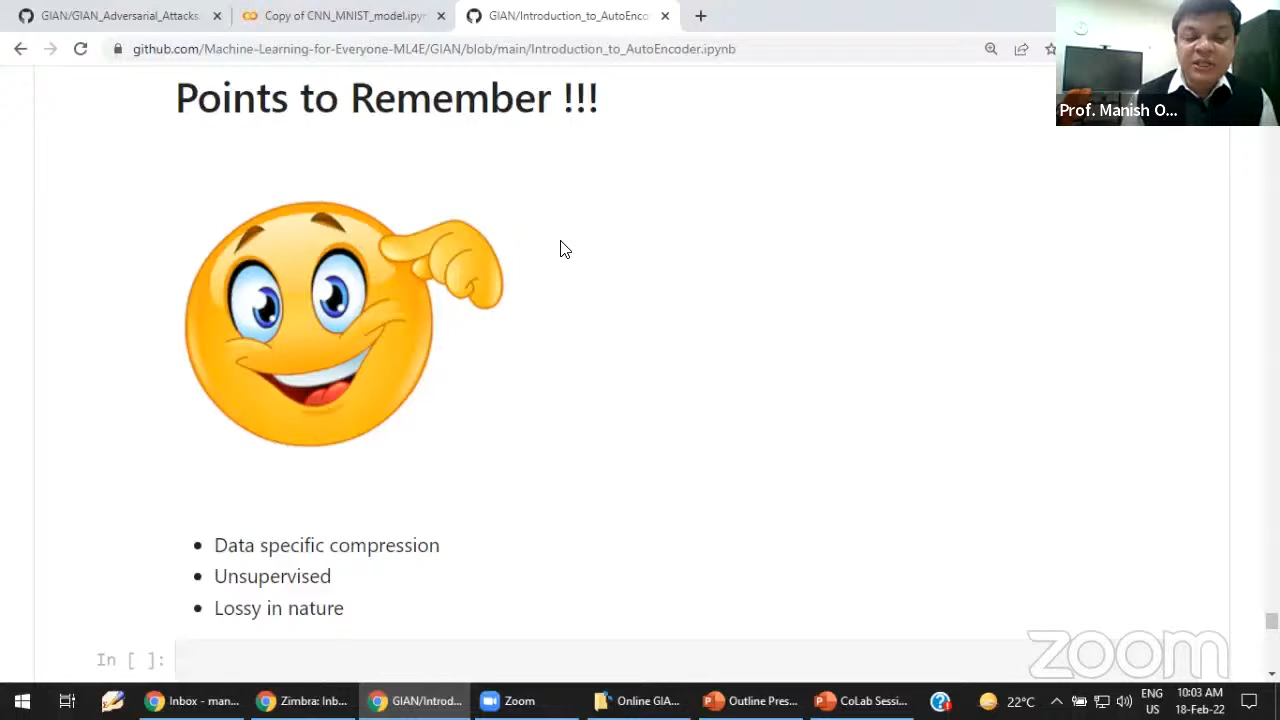 GIAN/GIAN_Adversarial_Attacks
Copy of CNN_MNIST_model.ipyn
GIAN/Introduction_to_AutoEnco
github.com/Machine-Learning-for-Everyone-ML4E/GIAN/blob/main/Introduction_to_AutoEncoder.ipynb
Prof. Manish O...
Points to Remember !!!
Data specific compression
Unsupervised
Lossy in nature
In [ ]:
zoom
Inbox - man...
Zimbra: Inb...
GIAN/Introd...
Zoom
Online GIA...
Outline Pres...
CoLab Sessi...
22°C
ENG
US
10:03 AM
18-Feb-22